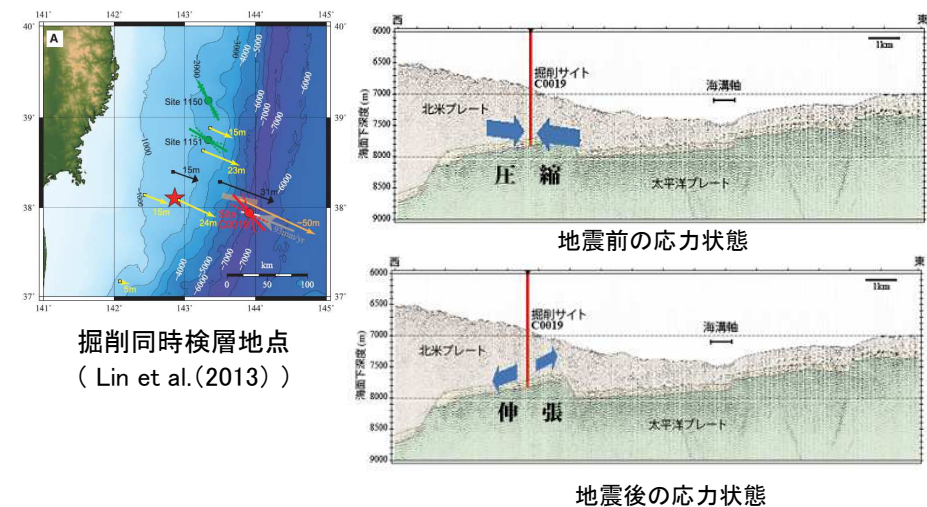 A
141˚
142˚
143˚
144˚
145˚
40˚
39˚
38˚
37˚
Site 1150
Site 1151
15m
23m
15m
31m
15m
24m
~50m
5m
km
0
50
100
掘削同時検層地点
( Lin et al.(2013) )
西
東
1km
海面下深度 (m)
6000
6500
7000
7500
8000
8500
9000
掘削サイト
C0019
海溝軸
北米プレート
圧 縮
太平洋プレート
地震前の応力状態
西
東
1km
海面下深度 (m)
6000
6500
7000
7500
8000
8500
9000
掘削サイト
C0019
海溝軸
北米プレート
伸 張
太平洋プレート
地震後の応力状態